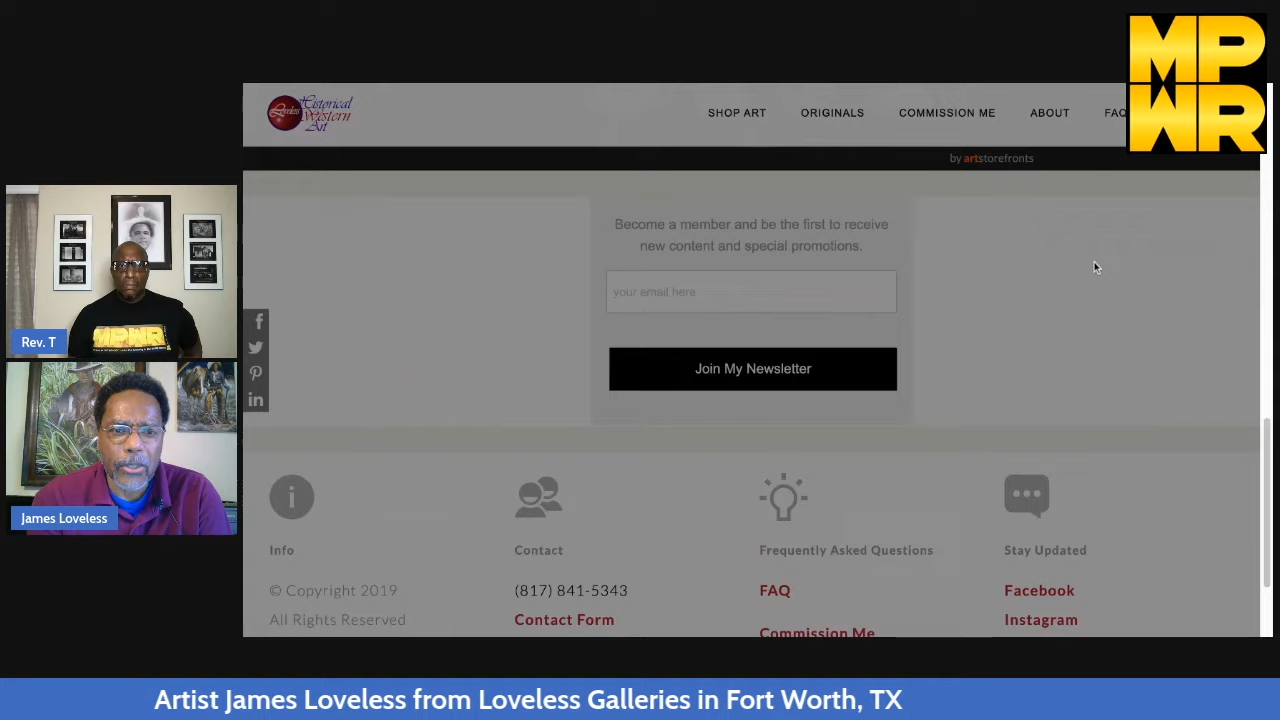 MP
WR
Loveless Historical
Western
Art
SHOP ART ORIGINALS COMMISSION ME ABOUT FAQ
by artstorefronts
Become a member and be the first to receive
new content and special promotions.
your email here
Join My Newsletter
MPWR
Rev. T
James Loveless
Info
Contact
Frequently Asked Questions
Stay Updated
© Copyright 2019
(817) 841-5343
FAQ
Facebook
All Rights Reserved
Contact Form
Commission Me
Instagram
Artist James Loveless from Loveless Galleries in Fort Worth, TX